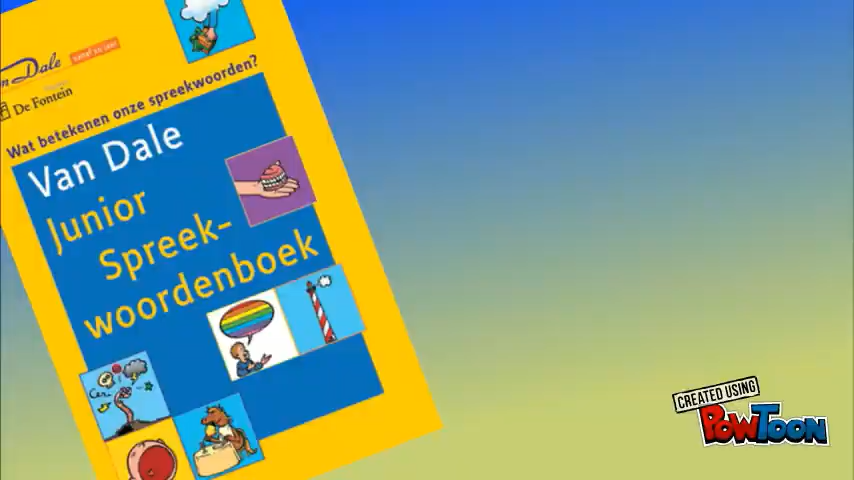 Dale
De Fontein
Wat betekenen onze spreekwoorden?
Van Dale
Junior
Spreek-
woordenboek
CREATED USING
POWTOON